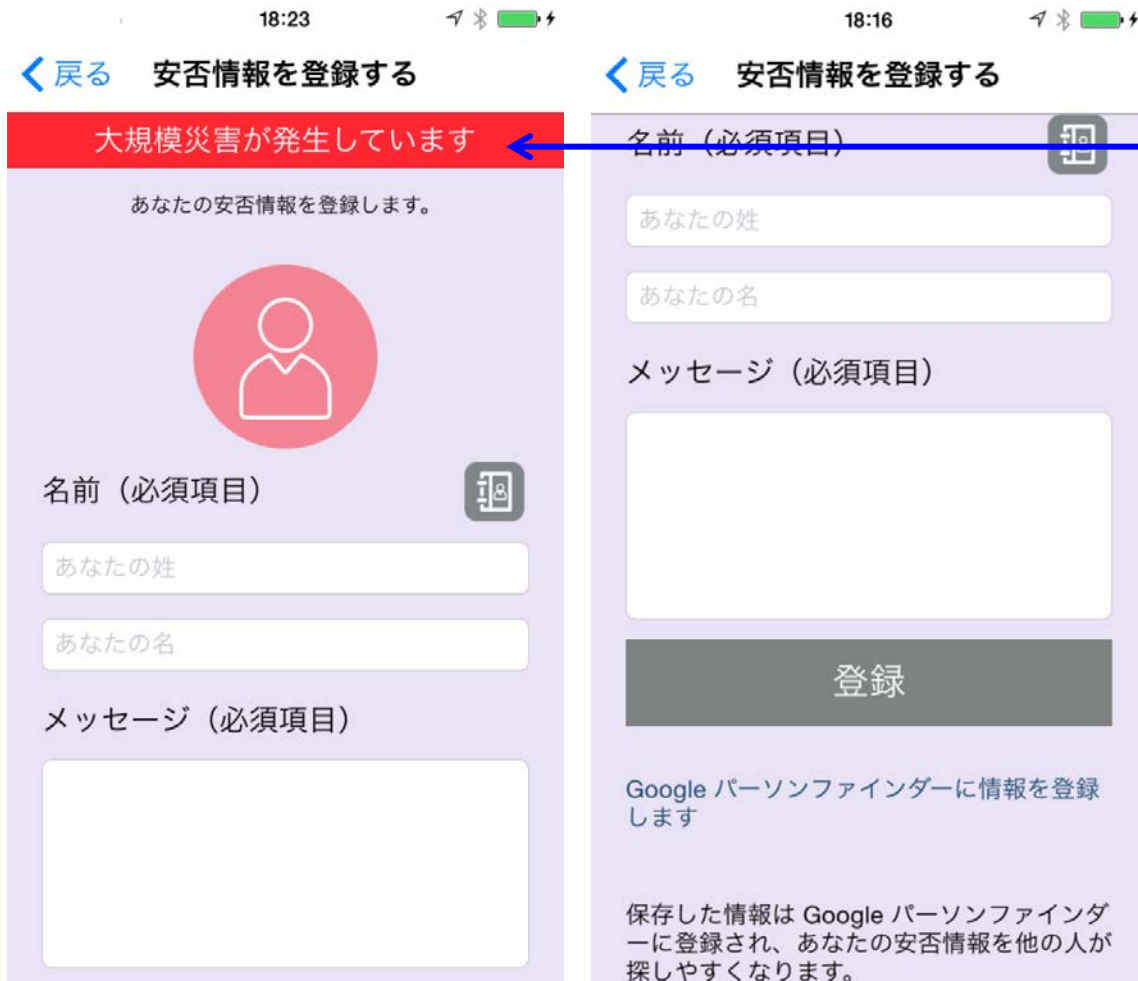 18:23
戻る 安否情報を登録する
大規模災害が発生しています
あなたの安否情報を登録します。
名前（必須項目）
あなたの姓
あなたの名
メッセージ（必須項目）
18:16
戻る 安否情報を登録する
名前（必須項目）
あなたの姓
あなたの名
メッセージ（必須項目）
登録
Google パーソンファインダーに情報を登録
します
保存した情報は Google パーソンファインダ
ーに登録され、あなたの安否情報を他の人が
探しやすくなります。